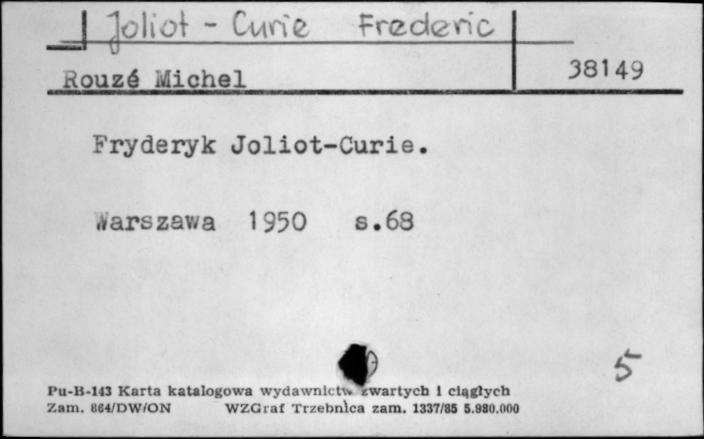 Joliot - Curie Frederic
Rouzé Michel 38149
Fryderyk Joliot-Curie.
Warszawa 1950 s.68
5
Pu-B-143 Karta katalogowa wydawnictw zwartych i ciągłych
Zam. 864/DW/ON WZGraf Trzebnica zam. 1337/85 5.980.000